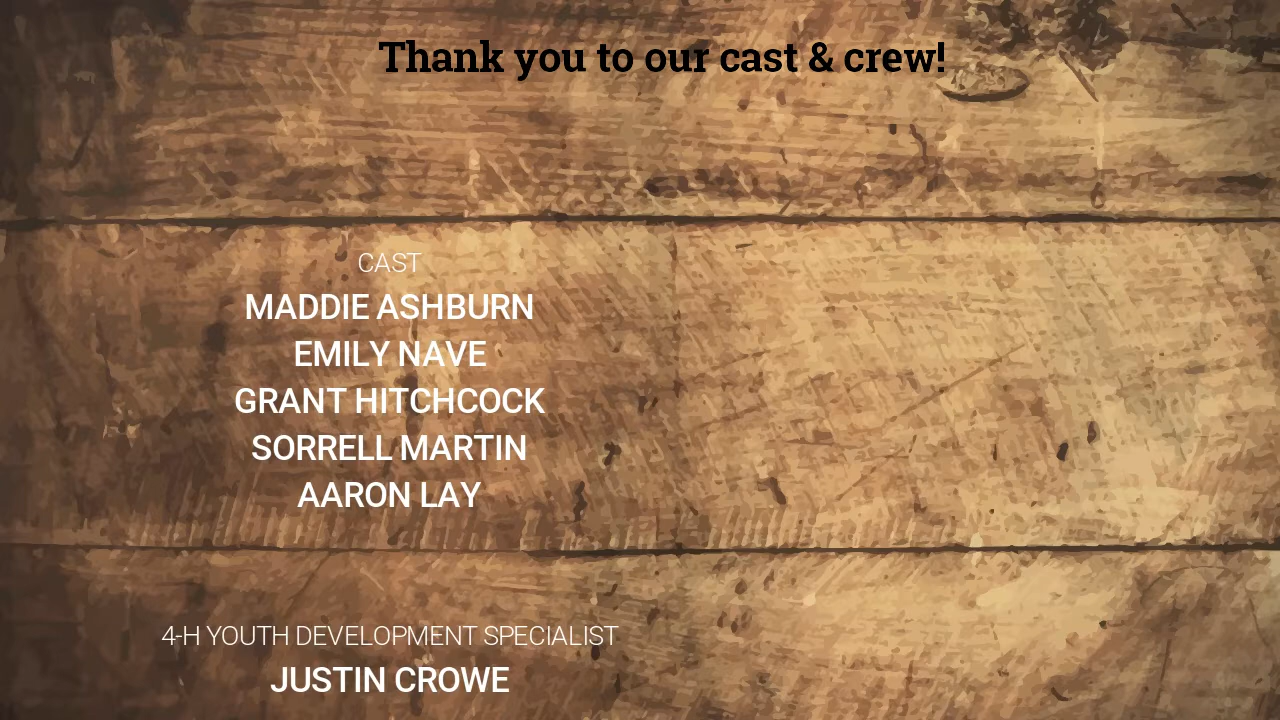 Thank you to our cast & crew!
CAST
MADDIE ASHBURN
EMILY NAVE
GRANT HITCHCOCK
SORRELL MARTIN
AARON LAY
4-H YOUTH DEVELOPMENT SPECIALIST
JUSTIN CROWE